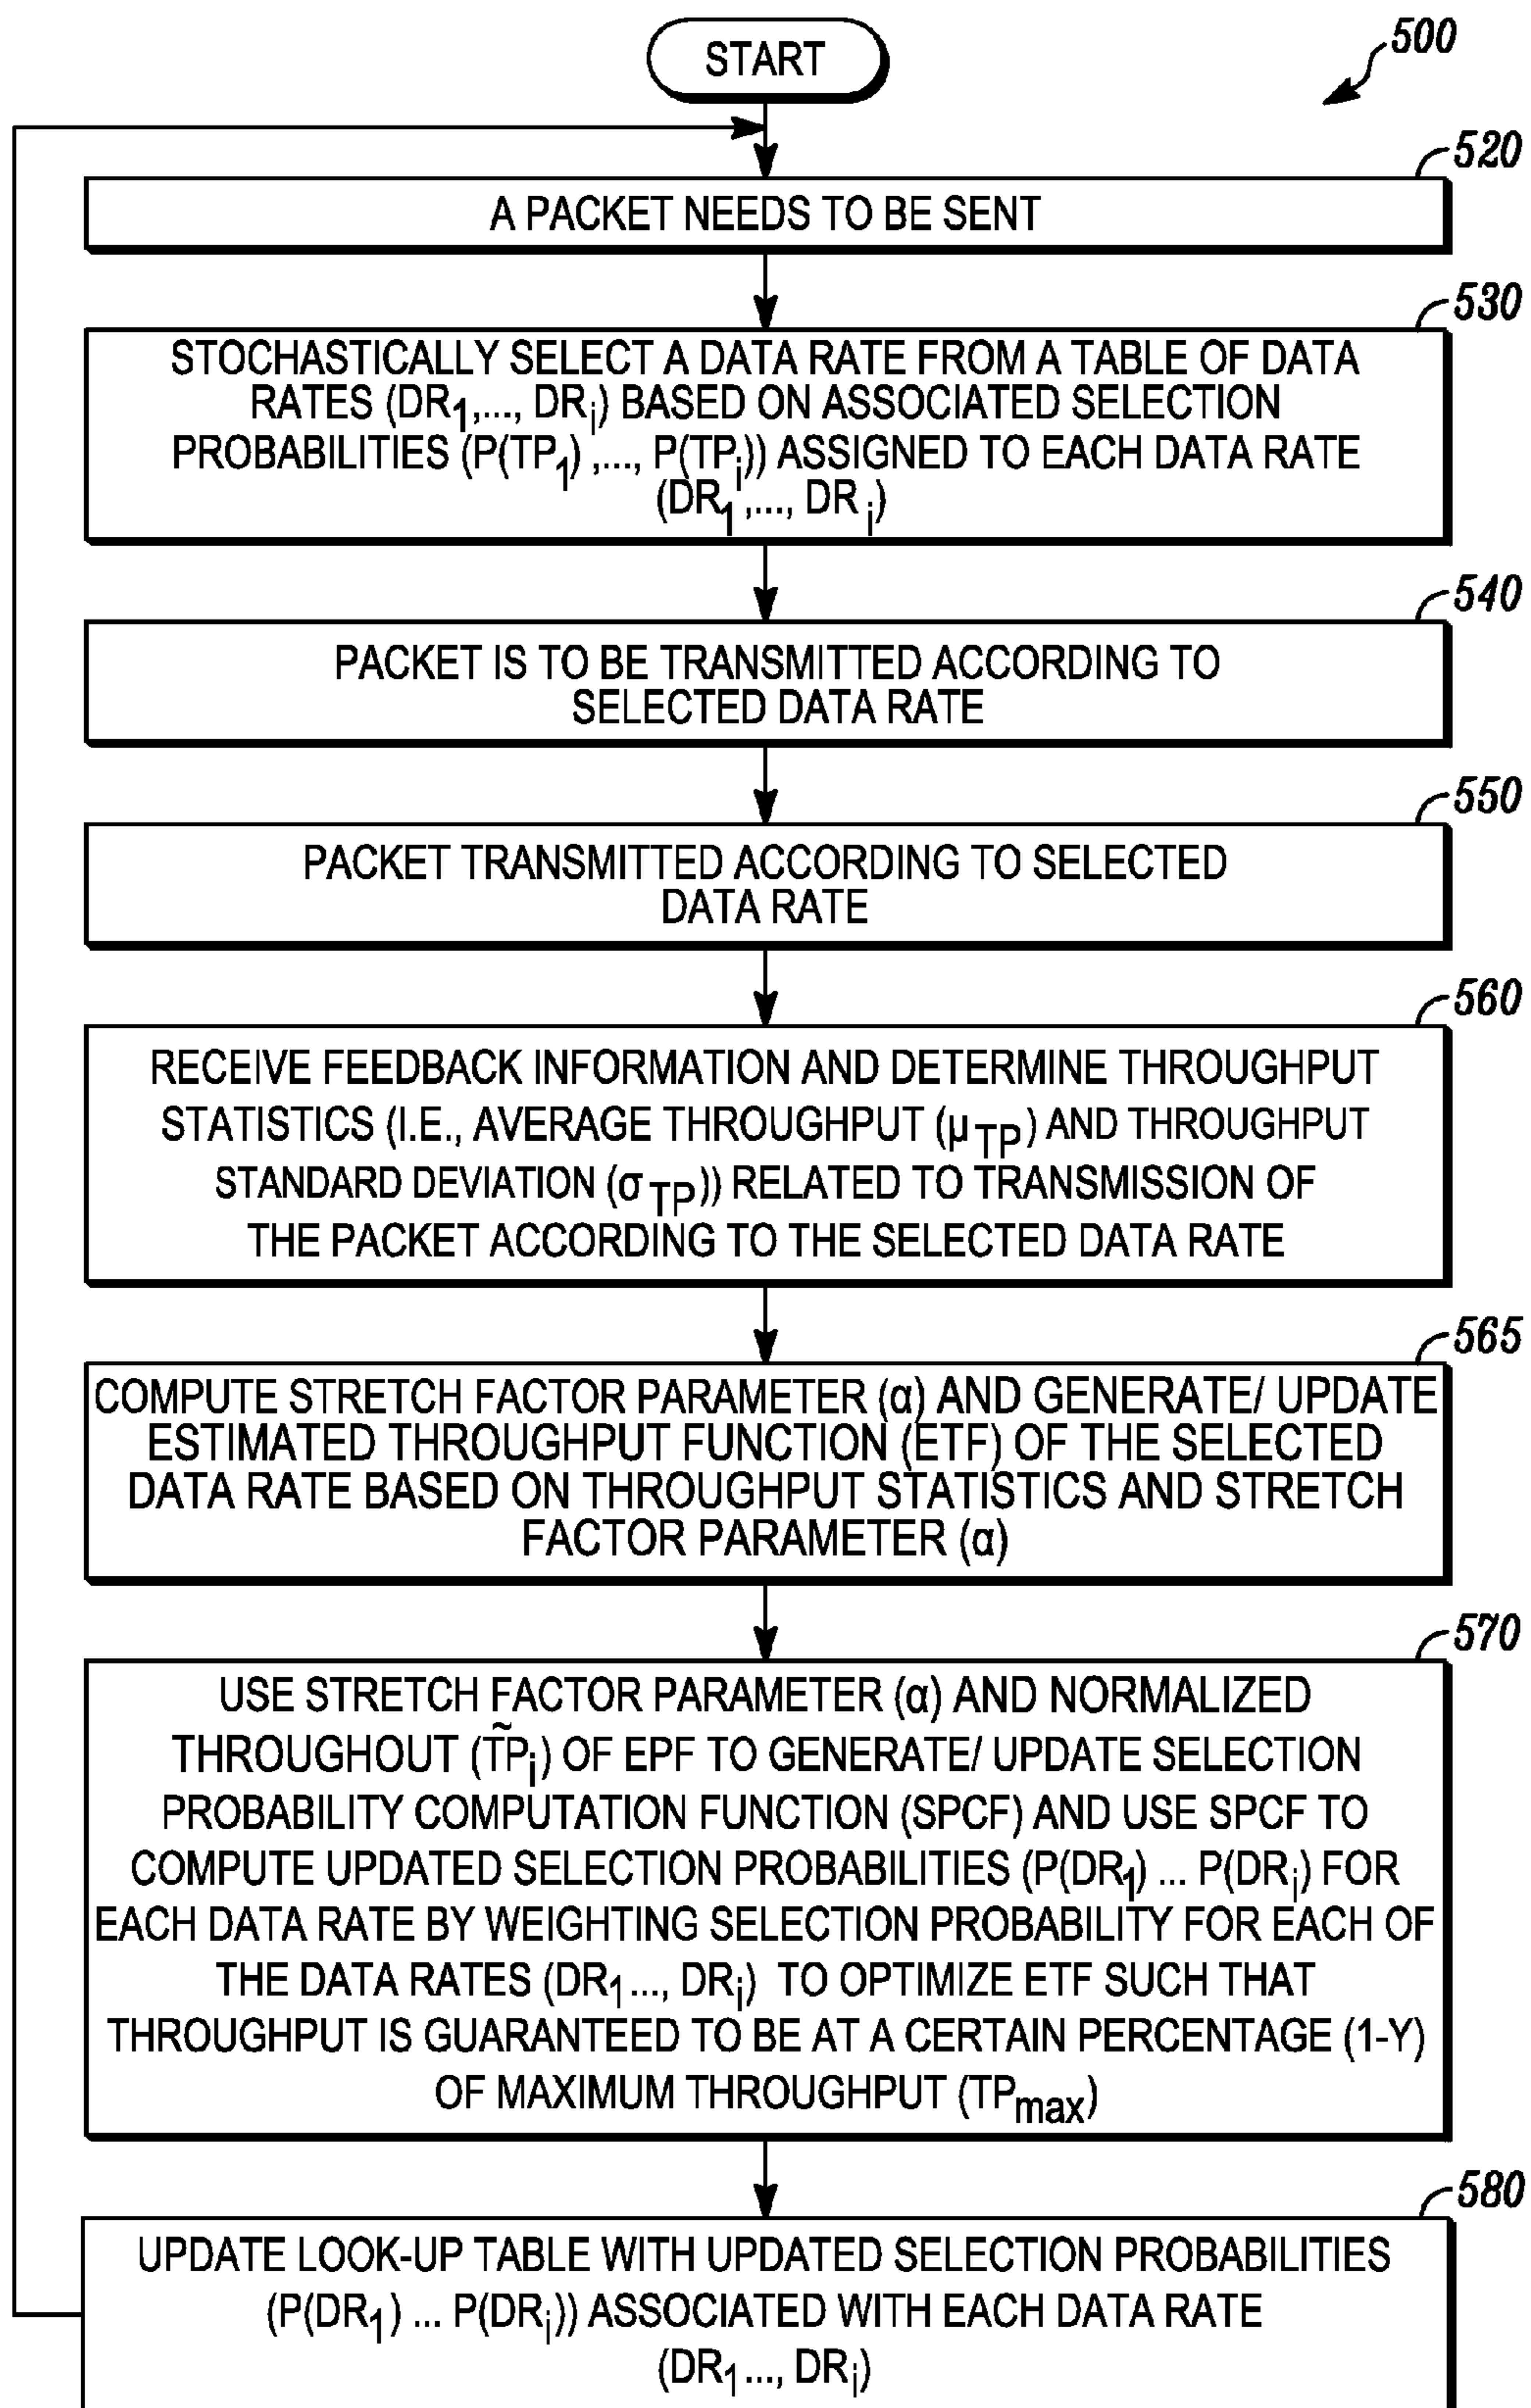 START
500
520
A PACKET NEEDS TO BE SENT
530
STOCHASTICALLY SELECT A DATA RATE FROM A TABLE OF DATA
RATES (DR1,..., DRi) BASED ON ASSOCIATED SELECTION
PROBABILITIES (P(TP1) ,..., P(TPi)) ASSIGNED TO EACH DATA RATE
(DR1,..., DR i)
540
PACKET IS TO BE TRANSMITTED ACCORDING TO
SELECTED DATA RATE
550
PACKET TRANSMITTED ACCORDING TO SELECTED
DATA RATE
560
RECEIVE FEEDBACK INFORMATION AND DETERMINE THROUGHPUT
STATISTICS (I.E., AVERAGE THROUGHPUT (μTP) AND THROUGHPUT
STANDARD DEVIATION (σTP)) RELATED TO TRANSMISSION OF
THE PACKET ACCORDING TO THE SELECTED DATA RATE
565
COMPUTE STRETCH FACTOR PARAMETER (α) AND GENERATE/ UPDATE
ESTIMATED THROUGHPUT FUNCTION (ETF) OF THE SELECTED
DATA RATE BASED ON THROUGHPUT STATISTICS AND STRETCH
FACTOR PARAMETER (α)
570
USE STRETCH FACTOR PARAMETER (α) AND NORMALIZED
THROUGHOUT (T̃Pi) OF EPF TO GENERATE/ UPDATE SELECTION
PROBABILITY COMPUTATION FUNCTION (SPCF) AND USE SPCF TO
COMPUTE UPDATED SELECTION PROBABILITIES (P(DR1) ... P(DRi) FOR
EACH DATA RATE BY WEIGHTING SELECTION PROBABILITY FOR EACH OF
THE DATA RATES (DR1 ..., DRi) TO OPTIMIZE ETF SUCH THAT
THROUGHPUT IS GUARANTEED TO BE AT A CERTAIN PERCENTAGE (1-Y)
OF MAXIMUM THROUGHPUT (TPmax)
580
UPDATE LOOK-UP TABLE WITH UPDATED SELECTION PROBABILITIES
(P(DR1) ... P(DRi)) ASSOCIATED WITH EACH DATA RATE
(DR1 ..., DRi)